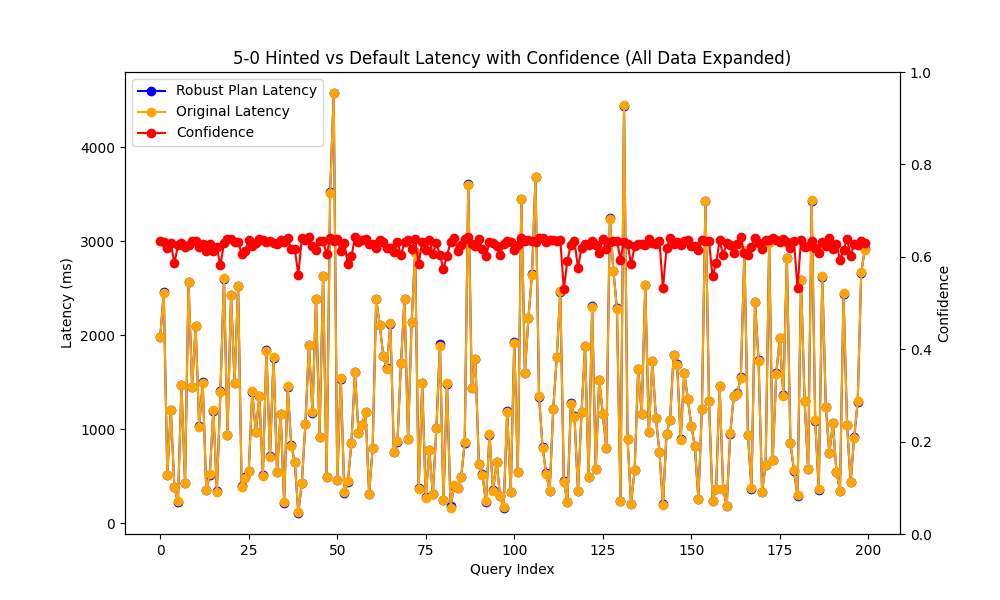 5-0 Hinted vs Default Latency with Confidence (All Data Expanded)
Robust Plan Latency
Original Latency
Confidence
Latency (ms)
4000
3000
2000
1000
0
1.0
0.8
0.6
0.4
0.2
0.0
Confidence
0 25 50 75 100 125 150 175 200
Query Index